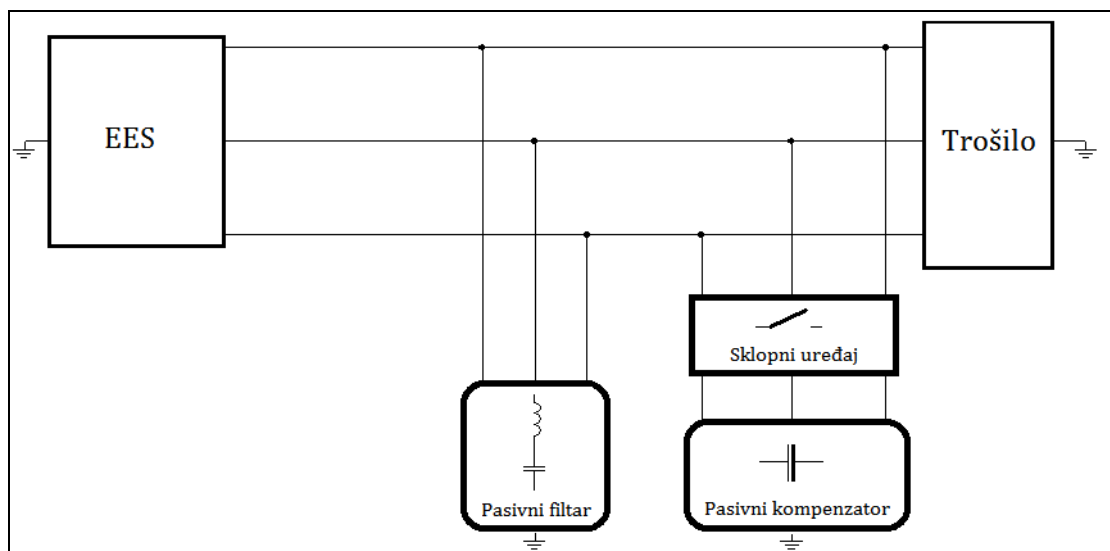 EES
Trošilo
Sklopni uređaj
Pasivni filtar
Pasivni kompenzator